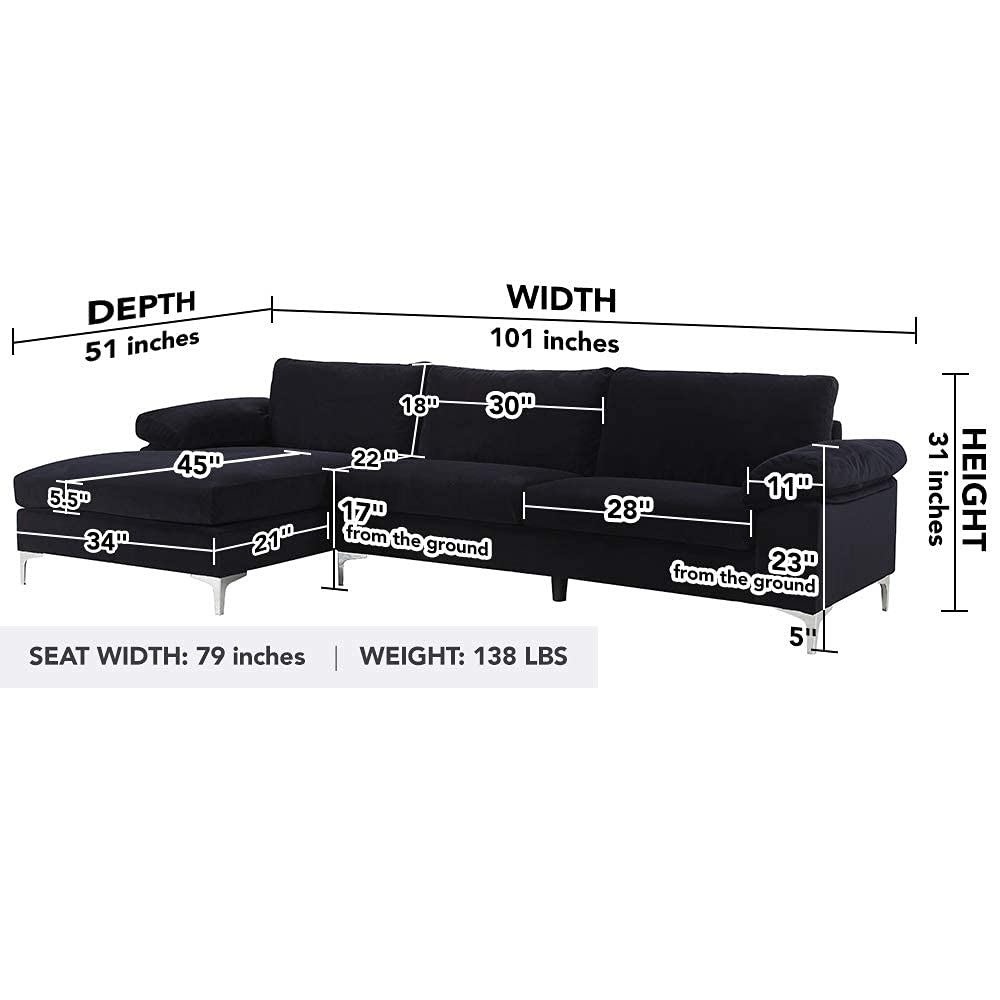 DEPTH
51 inches
WIDTH
101 inches
HEIGHT
31 inches
18"
30"
45"
22"
5.5"
11"
28"
17"
from the ground
34"
21"
23"
from the ground
5"
SEAT WIDTH: 79 inches | WEIGHT: 138 LBS